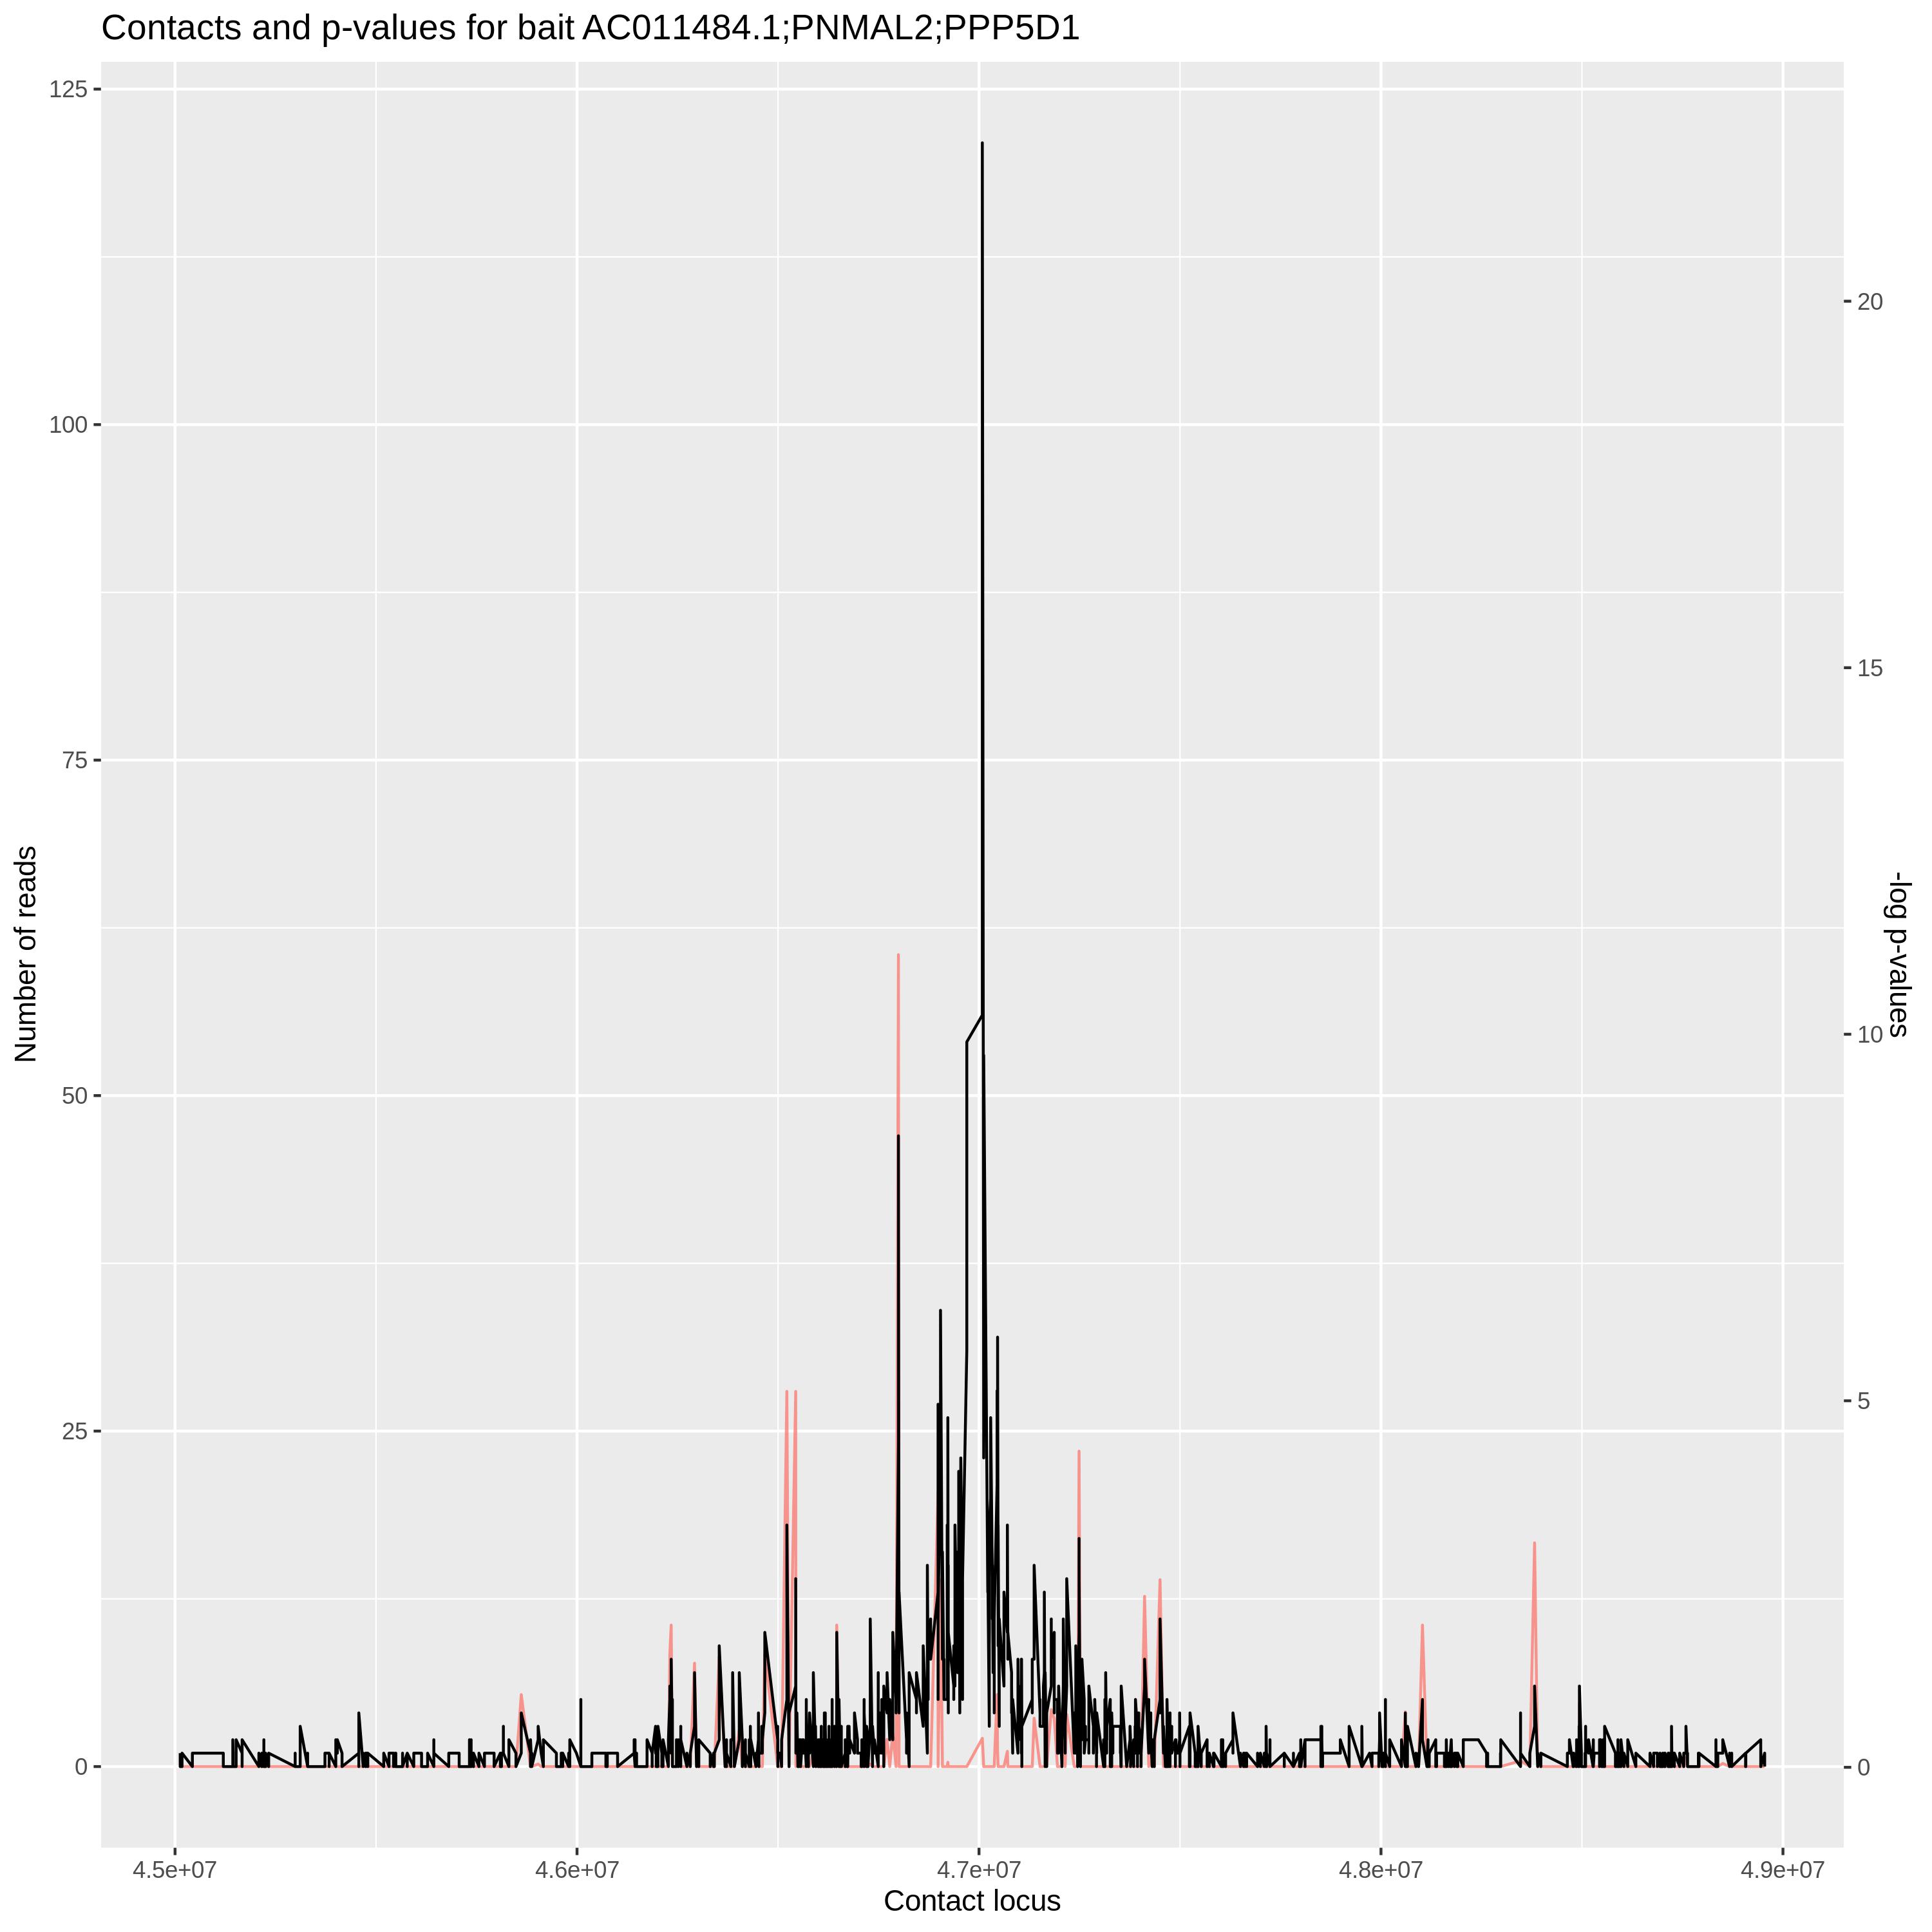 Contacts and p-values for bait AC011484.1;PNMAL2;PPP5D1
125
100
75
50
25
0
Number of reads
20
15
10
5
0
-log p-values
4.5e+07 4.6e+07 4.7e+07 4.8e+07 4.9e+07
Contact locus